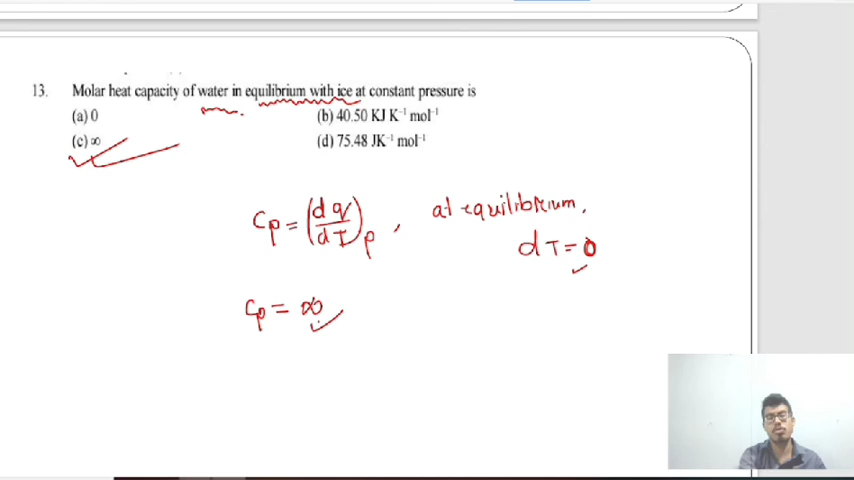 13. Molar heat capacity of water in equilibrium with ice at constant pressure is
(a) 0 (b) 40.50 KJ K⁻¹ mol⁻¹
(c) ∞ (d) 75.48 JK⁻¹ mol⁻¹
Cp = (dq/dT)p , at equilibrium,
dT = 0
Cp = ∞